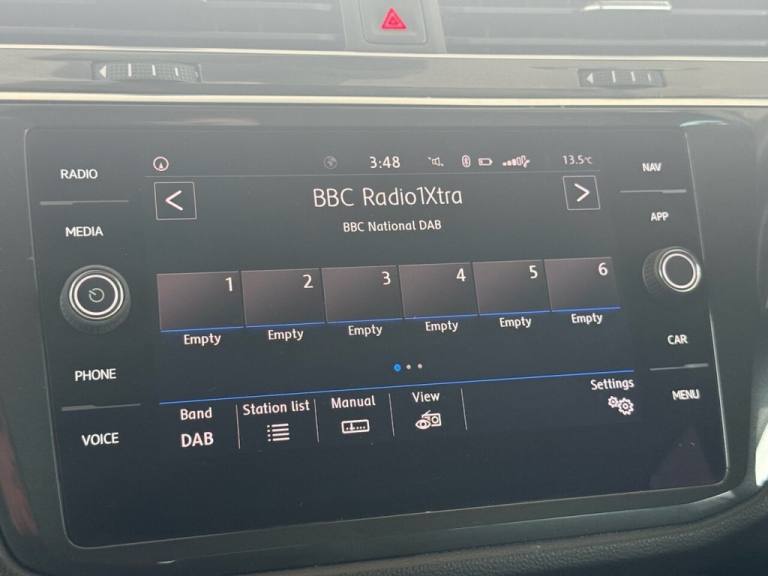 RADIO
MEDIA
PHONE
VOICE
3:48
13.5°C
BBC Radio1Xtra
BBC National DAB
1 2 3 4 5 6
Empty Empty Empty Empty Empty Empty
Band Station list Manual View Settings
DAB
NAV
APP
CAR
MENU